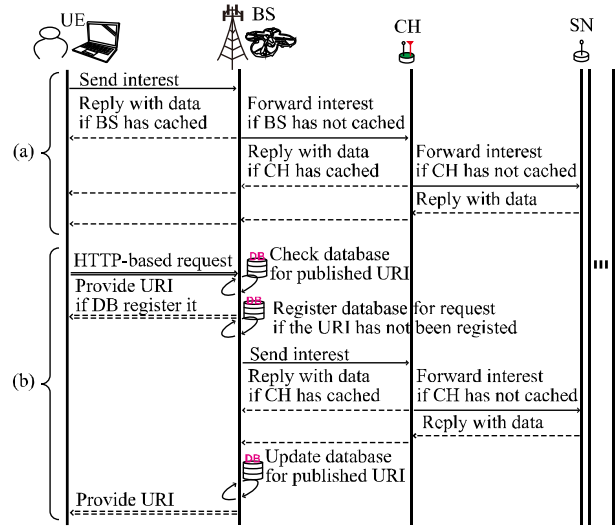 UE
BS
CH
SN
Send interest
Reply with data
if BS has cached
Forward interest
if BS has not cached
Reply with data
if CH has cached
Forward interest
if CH has not cached
Reply with data
(a)
HTTP-based request
DB
Check database
for published URI
Provide URI
if DB register it
DB
Register database for request
if the URI has not been registed
Send interest
(b)
Reply with data
if CH has cached
Forward interest
if CH has not cached
Reply with data
DB
Update database
for published URI
Provide URI